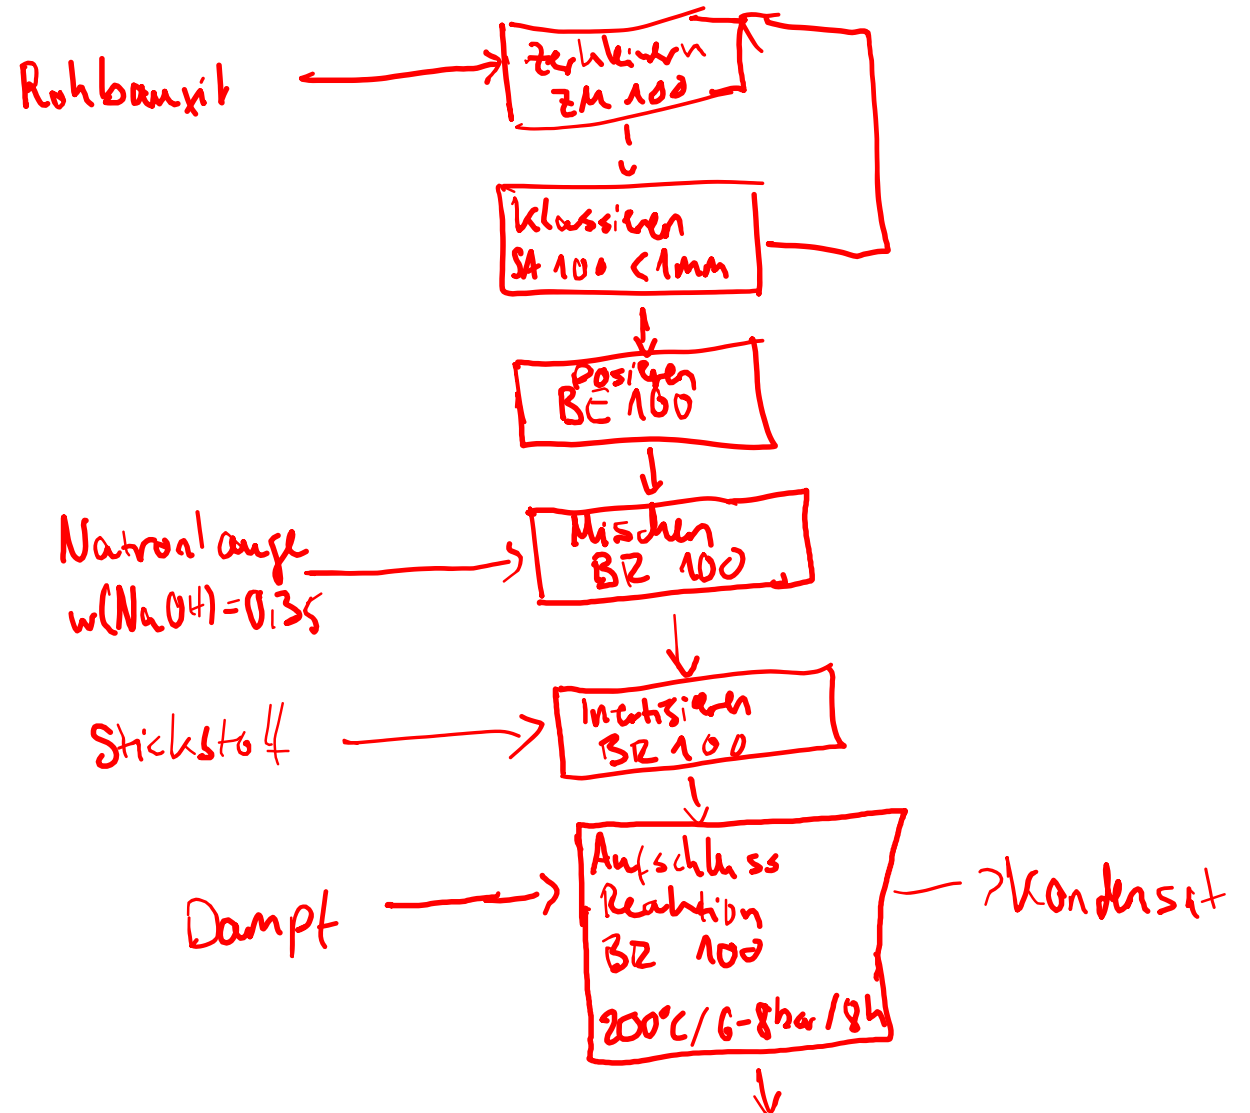 Rohbauxit
Zerkleinern
ZM 100
Klassieren
SA 100 <1mm
Dosieren
BE 100
Natronlauge
w(NaOH)=0,35
Mischen
BR 100
Stickstoff
Inertisieren
BR 100
Dampf
Aufschluss
Reaktion
BR 100
200°C/6-8bar/8h
Kondensat